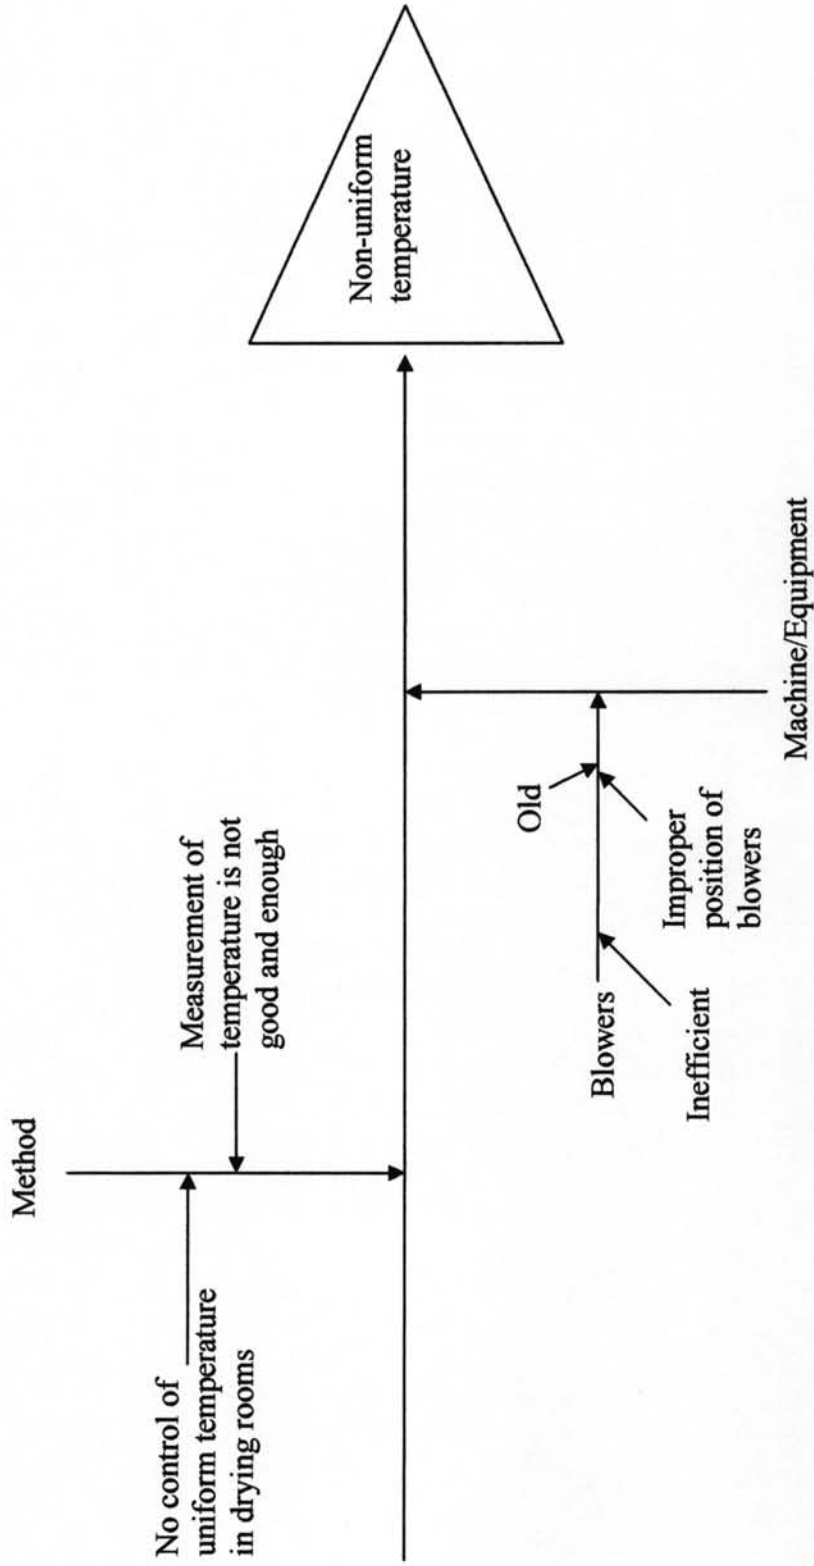 Method
No control of
uniform temperature
in drying rooms
Measurement of
temperature is not
good and enough
Non-uniform
temperature
Blowers
Old
Inefficient
Improper
position of
blowers
Machine/Equipment